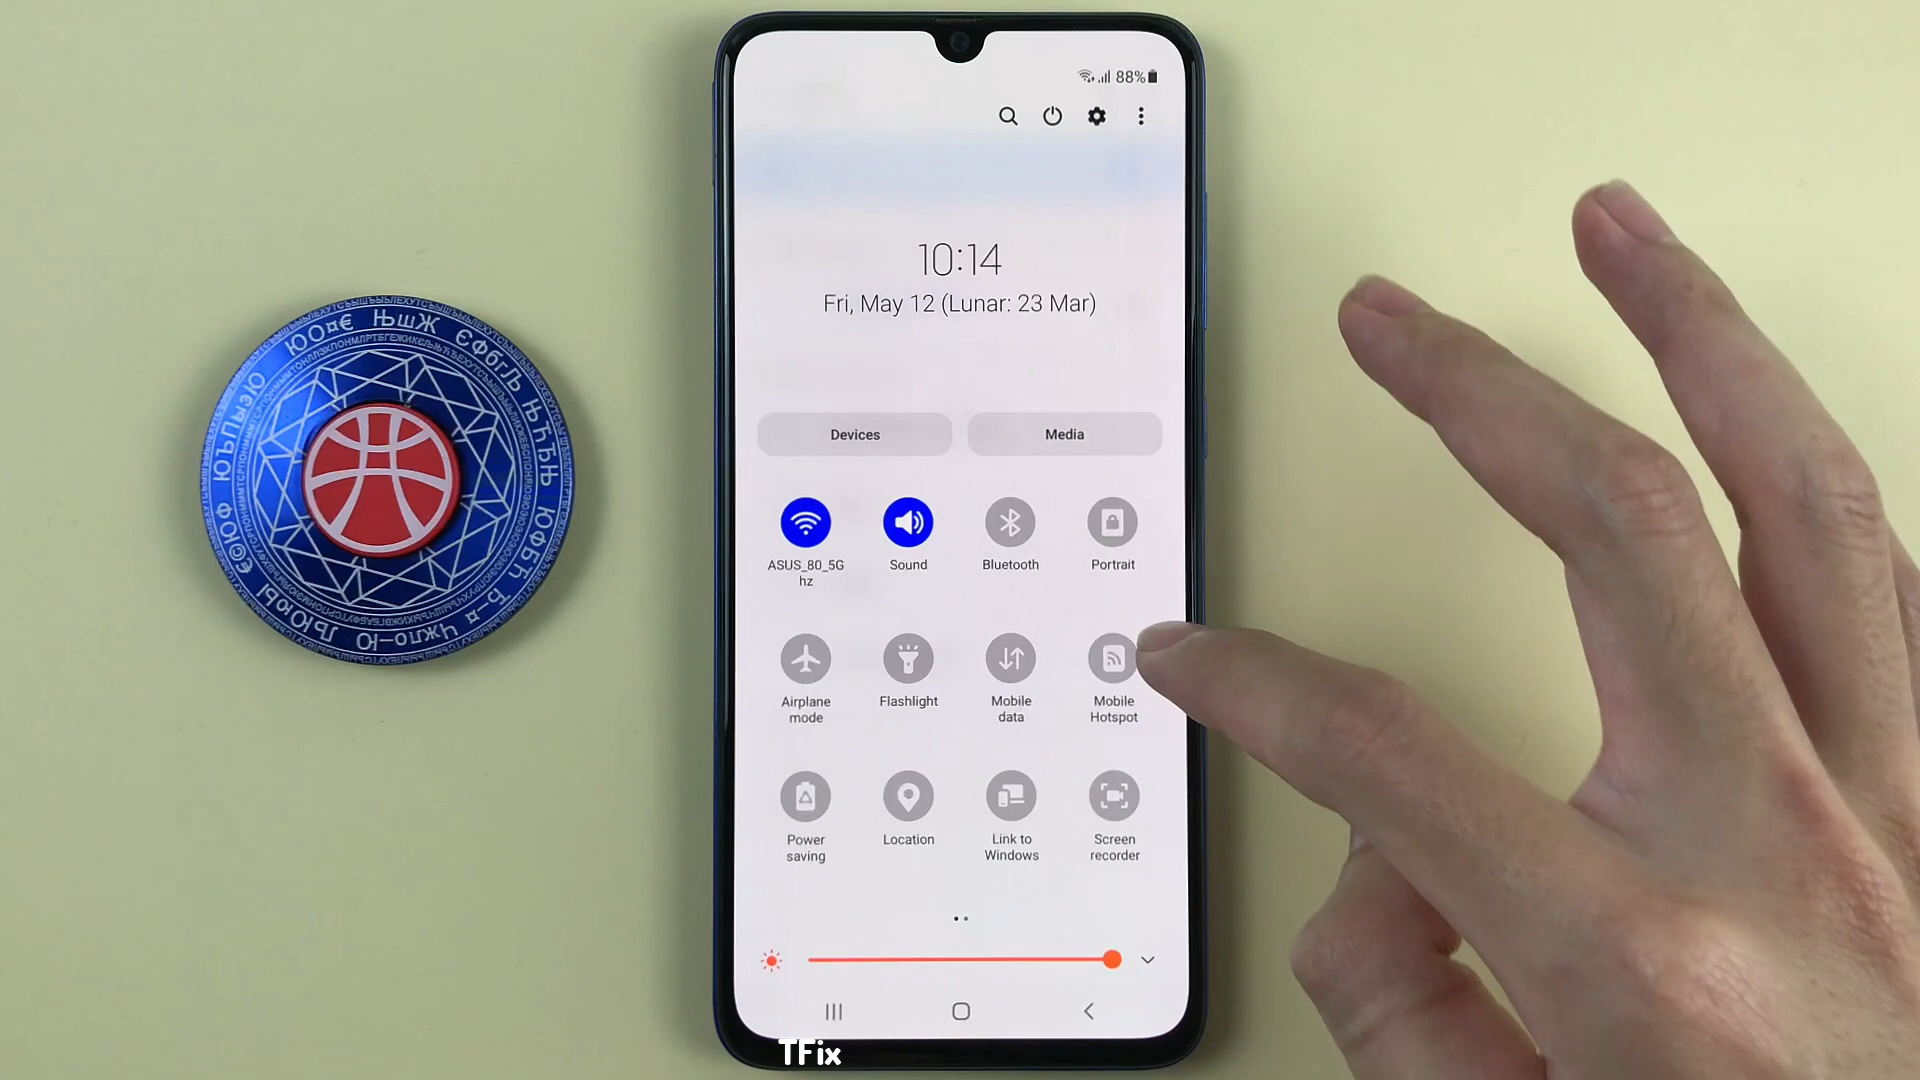 88%
10:14
Fri, May 12 (Lunar: 23 Mar)
Devices
Media
ASUS_80_5G
hz
Sound
Bluetooth
Portrait
Airplane
mode
Flashlight
Mobile
data
Mobile
Hotspot
Power
saving
Location
Link to
Windows
Screen
recorder
TFix